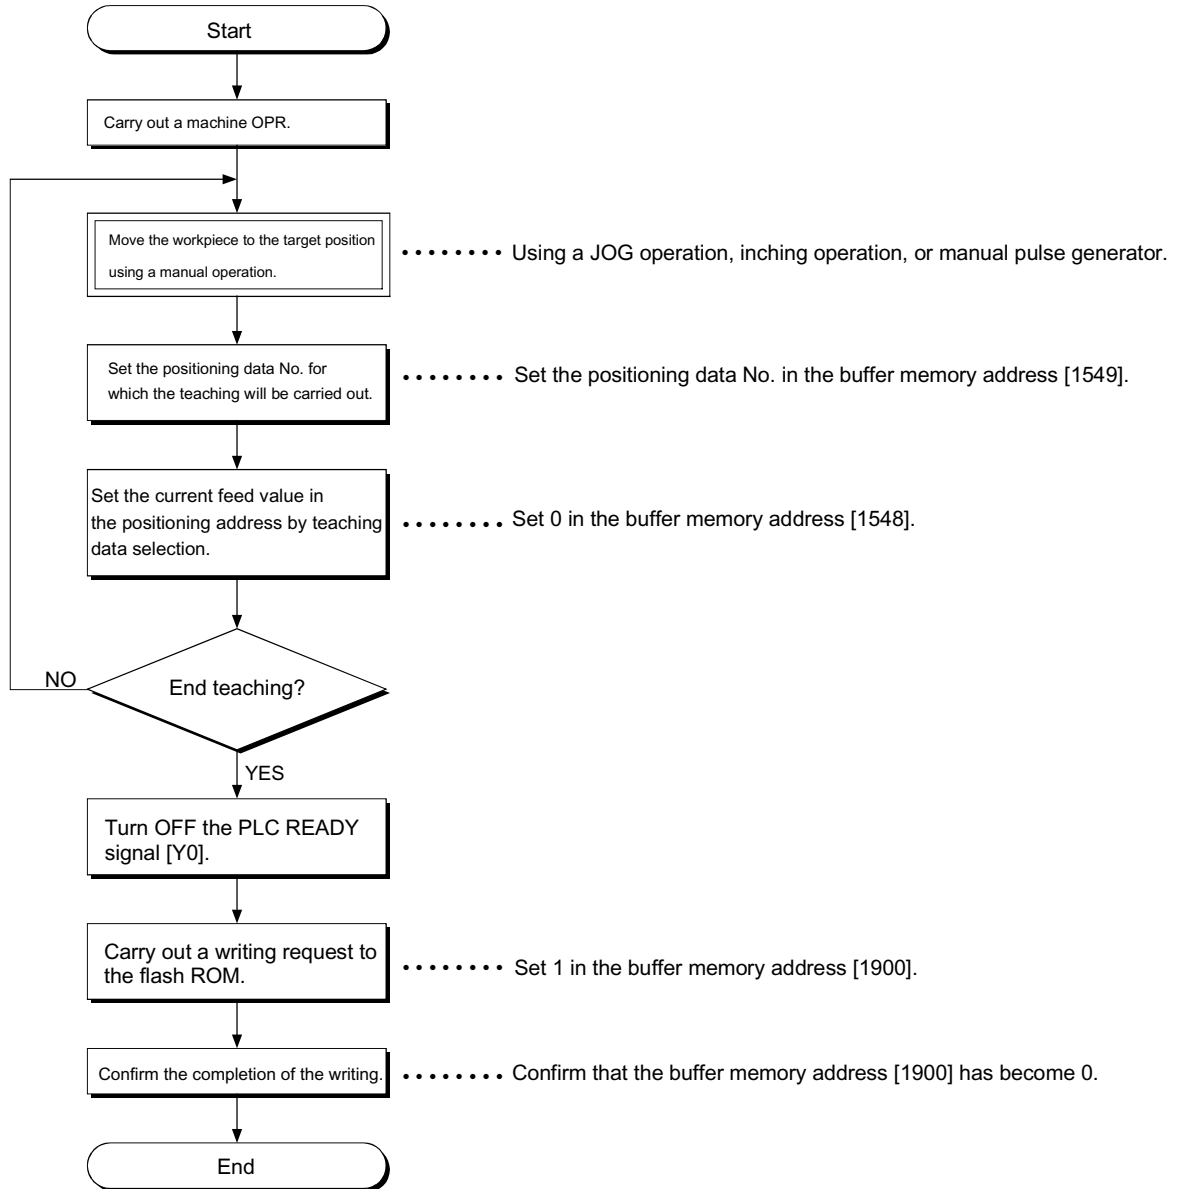 Start
Carry out a machine OPR.
Move the workpiece to the target position
using a manual operation.
Using a JOG operation, inching operation, or manual pulse generator.
Set the positioning data No. for
which the teaching will be carried out.
Set the positioning data No. in the buffer memory address [1549].
Set the current feed value in
the positioning address by teaching
data selection.
Set 0 in the buffer memory address [1548].
End teaching?
NO
YES
Turn OFF the PLC READY
signal [Y0].
Carry out a writing request to
the flash ROM.
Set 1 in the buffer memory address [1900].
Confirm the completion of the writing.
Confirm that the buffer memory address [1900] has become 0.
End